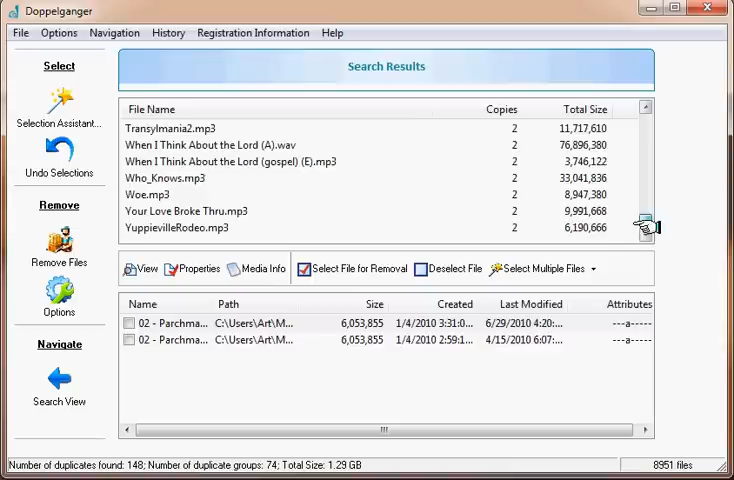 Doppelganger
File Options Navigation History Registration Information Help
Select
Selection Assistant...
Undo Selections
Remove
Remove Files
Options
Navigate
Search View
Search Results
File Name Copies Total Size
Transylmania2.mp3 2 11,717,610
When I Think About the Lord (A).wav 2 76,896,380
When I Think About the Lord (gospel) (E).mp3 2 3,746,122
Who_Knows.mp3 2 33,041,836
Woe.mp3 2 8,947,380
Your Love Broke Thru.mp3 2 9,991,668
YuppievilleRodeo.mp3 2 6,190,666
View Properties Media Info Select File for Removal Deselect File Select Multiple Files
Name Path Size Created Last Modified Attributes
02 - Parchma... C:\Users\Art\M... 6,053,855 1/4/2010 3:31:0... 6/29/2010 4:20:... ---a-----
02 - Parchma... C:\Users\Art\M... 6,053,855 1/4/2010 2:59:1... 4/15/2010 6:07:... ---a-----
Number of duplicates found: 148; Number of duplicate groups: 74; Total Size: 1.29 GB 8951 files